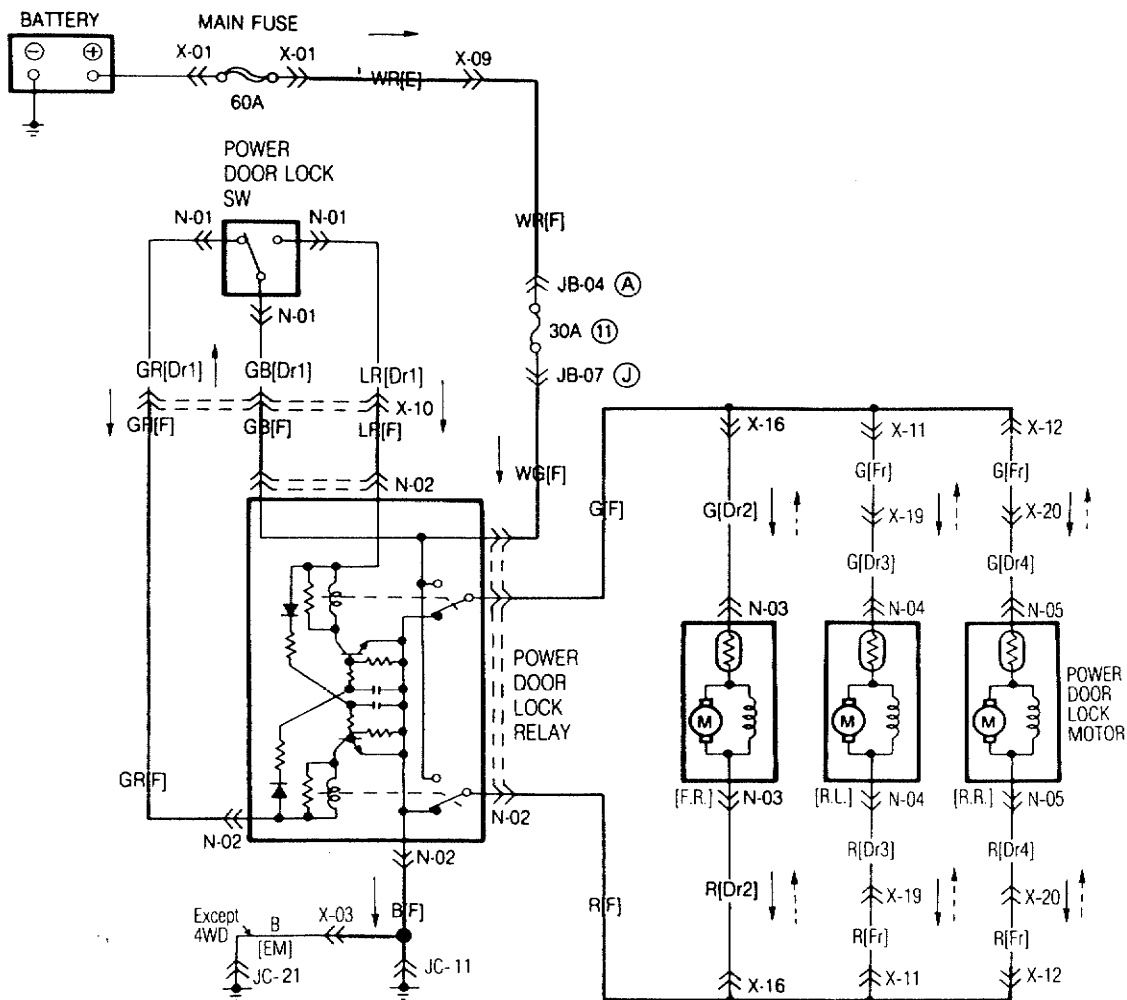 BATTERY
MAIN FUSE
X-01
X-01
X-09
WR[E]
60A
POWER
DOOR LOCK
SW
N-01
N-01
WR[F]
JB-04 Ⓐ
N-01
30A ⑪
GR[Dr1]
GB[Dr1]
LR[Dr1]
JB-07 Ⓙ
X-10
GR[F]
GB[F]
LR[F]
X-16
X-11
X-12
N-02
WG[F]
G[F]
G[Fr]
G[Fr]
G[Dr2]
X-19
X-20
G[Dr3]
G[Dr4]
N-03
N-04
N-05
POWER
DOOR
LOCK
RELAY
POWER
DOOR
LOCK
MOTOR
M
M
M
GR[F]
[F.R.]
N-03
[R.L.]
N-04
[R.R.]
N-05
N-02
N-02
N-02
R[Dr3]
R[Dr4]
R[Dr2]
X-19
X-20
Except
4WD
B
[EM]
X-03
B[F]
R[F]
R[Fr]
R[Fr]
JC-21
JC-11
X-16
X-11
X-12